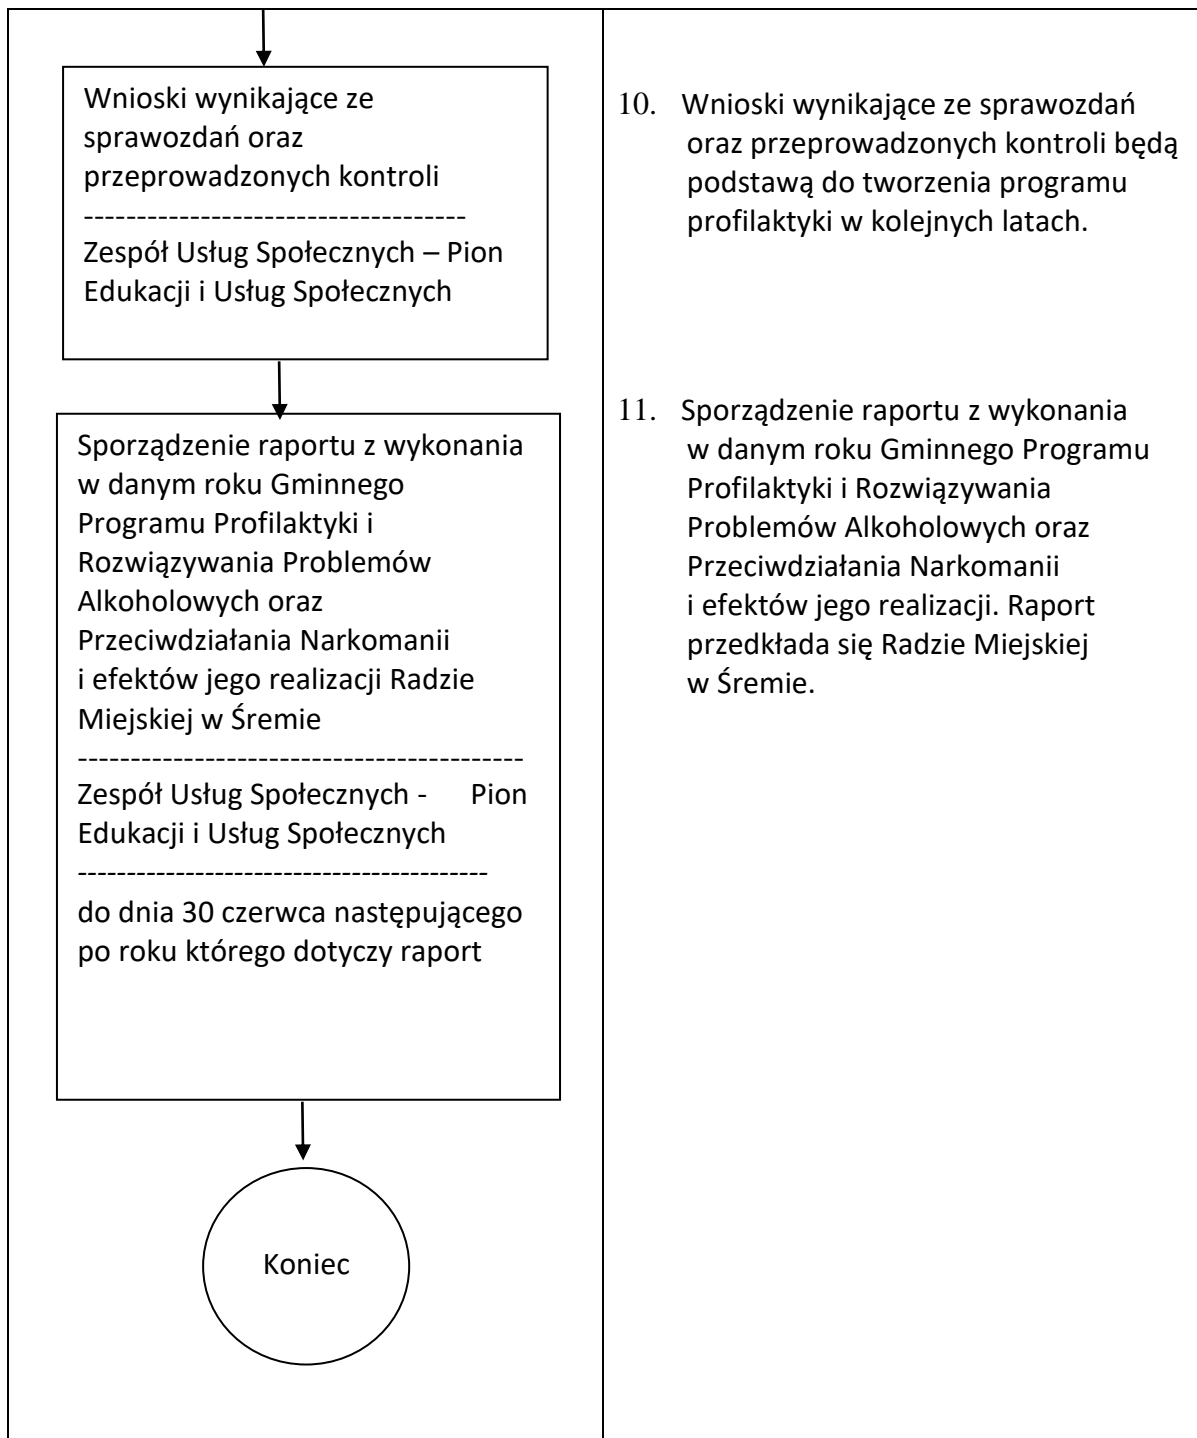 Wnioski wynikające ze
sprawozdań oraz
przeprowadzonych kontroli
------------------------------------
Zespół Usług Społecznych – Pion
Edukacji i Usług Społecznych
Sporządzenie raportu z wykonania
w danym roku Gminnego
Programu Profilaktyki i
Rozwiązywania Problemów
Alkoholowych oraz
Przeciwdziałania Narkomanii
i efektów jego realizacji Radzie
Miejskiej w Śremie
------------------------------------------
Zespół Usług Społecznych - Pion
Edukacji i Usług Społecznych
------------------------------------------
do dnia 30 czerwca następującego
po roku którego dotyczy raport
Koniec
10. Wnioski wynikające ze sprawozdań
oraz przeprowadzonych kontroli będą
podstawą do tworzenia programu
profilaktyki w kolejnych latach.
11. Sporządzenie raportu z wykonania
w danym roku Gminnego Programu
Profilaktyki i Rozwiązywania
Problemów Alkoholowych oraz
Przeciwdziałania Narkomanii
i efektów jego realizacji. Raport
przedkłada się Radzie Miejskiej
w Śremie.